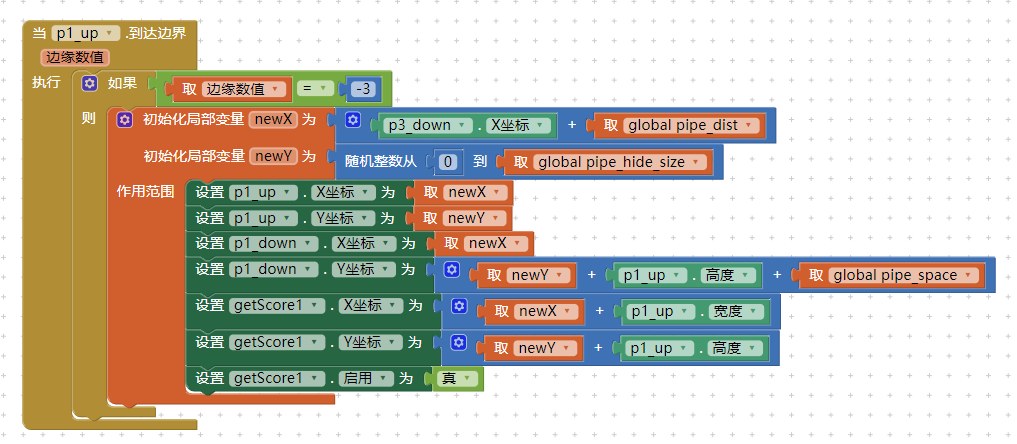 当 p1_up .到达边界
边缘数值
执行 如果 取 边缘数值 = -3
则 初始化局部变量 newX 为 p3_down . X坐标 + 取 global pipe_dist
初始化局部变量 newY 为 随机整数从 0 到 取 global pipe_hide_size
作用范围 设置 p1_up . X坐标 为 取 newX
设置 p1_up . Y坐标 为 取 newY
设置 p1_down . X坐标 为 取 newX
设置 p1_down . Y坐标 为 取 newY + p1_up . 高度 + 取 global pipe_space
设置 getScore1 . X坐标 为 取 newX + p1_up . 宽度
设置 getScore1 . Y坐标 为 取 newY + p1_up . 高度
设置 getScore1 . 启用 为 真